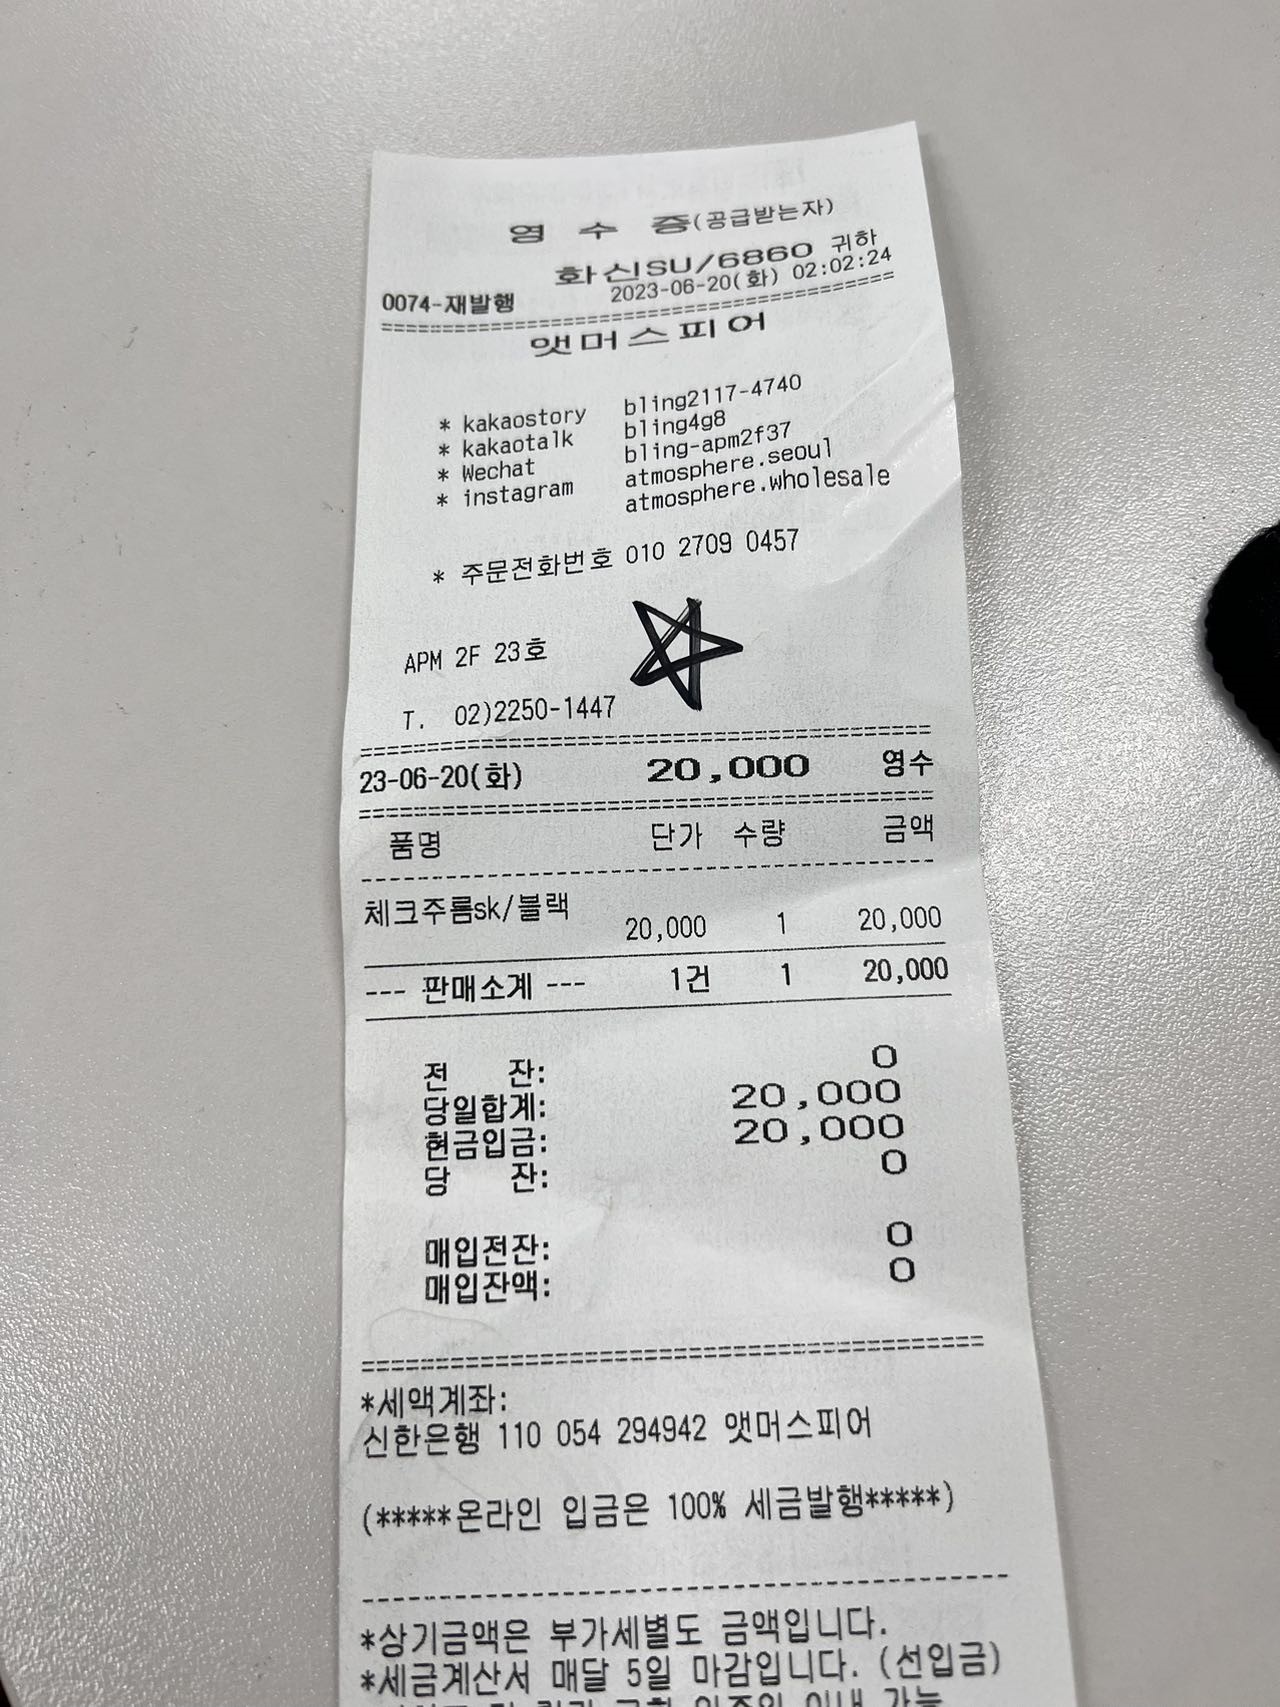 영 수 증(공급받는자)
화신SU/6860 귀하
0074-재발행 2023-06-20(화) 02:02:24
================================================
앳머스피어
* kakaostory bling2117-4740
* kakaotalk bling4g8
* Wechat bling-apm2f37
* instagram atmosphere.seoul
atmosphere.wholesale
* 주문전화번호 010 2709 0457
APM 2F 23호
T. 02)2250-1447
================================================
23-06-20(화) 20,000 영수
================================================
품명 단가 수량 금액
------------------------------------------------
체크주름sk/블랙
20,000 1 20,000
--- 판매소계 --- 1건 1 20,000
전 잔: 0
당일합계: 20,000
현금입금: 20,000
당 잔: 0
매입전잔: 0
매입잔액: 0
================================================
*세액계좌:
신한은행 110 054 294942 앳머스피어
(*****온라인 입금은 100% 세금발행*****)
------------------------------------------------
*상기금액은 부가세별도 금액입니다.
*세금계산서 매달 5일 마감입니다. (선입금)
이내 가능